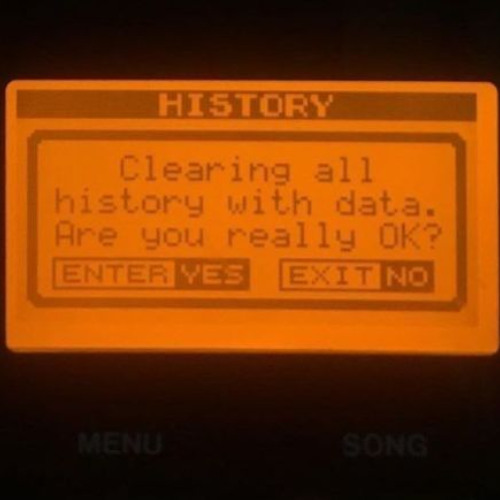 HISTORY
Clearing all
history with data.
Are you really OK?
ENTER YES EXIT NO
MENU SONG